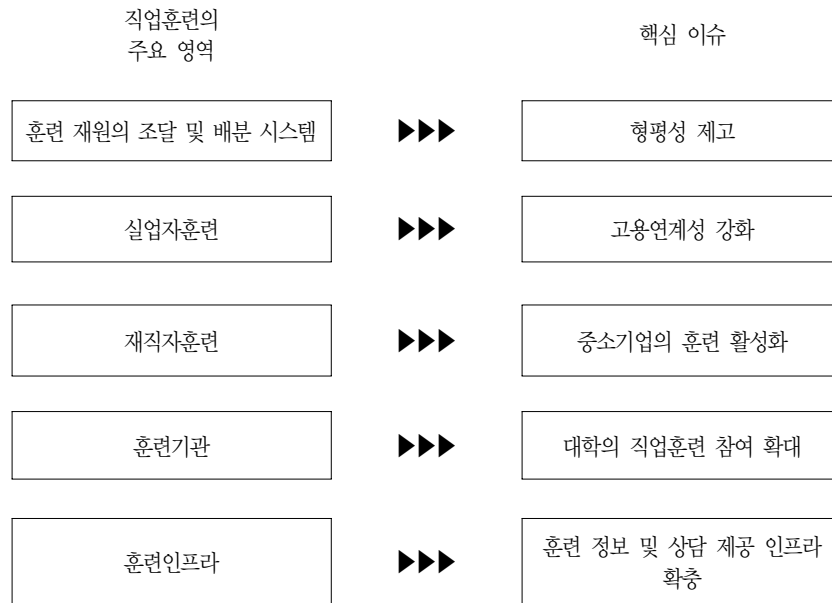 직업훈련의
주요 영역
핵심 이슈
훈련 재원의 조달 및 배분 시스템 ▶▶▶ 형평성 제고
실업자훈련 ▶▶▶ 고용연계성 강화
재직자훈련 ▶▶▶ 중소기업의 훈련 활성화
훈련기관 ▶▶▶ 대학의 직업훈련 참여 확대
훈련인프라 ▶▶▶ 훈련 정보 및 상담 제공 인프라
확충